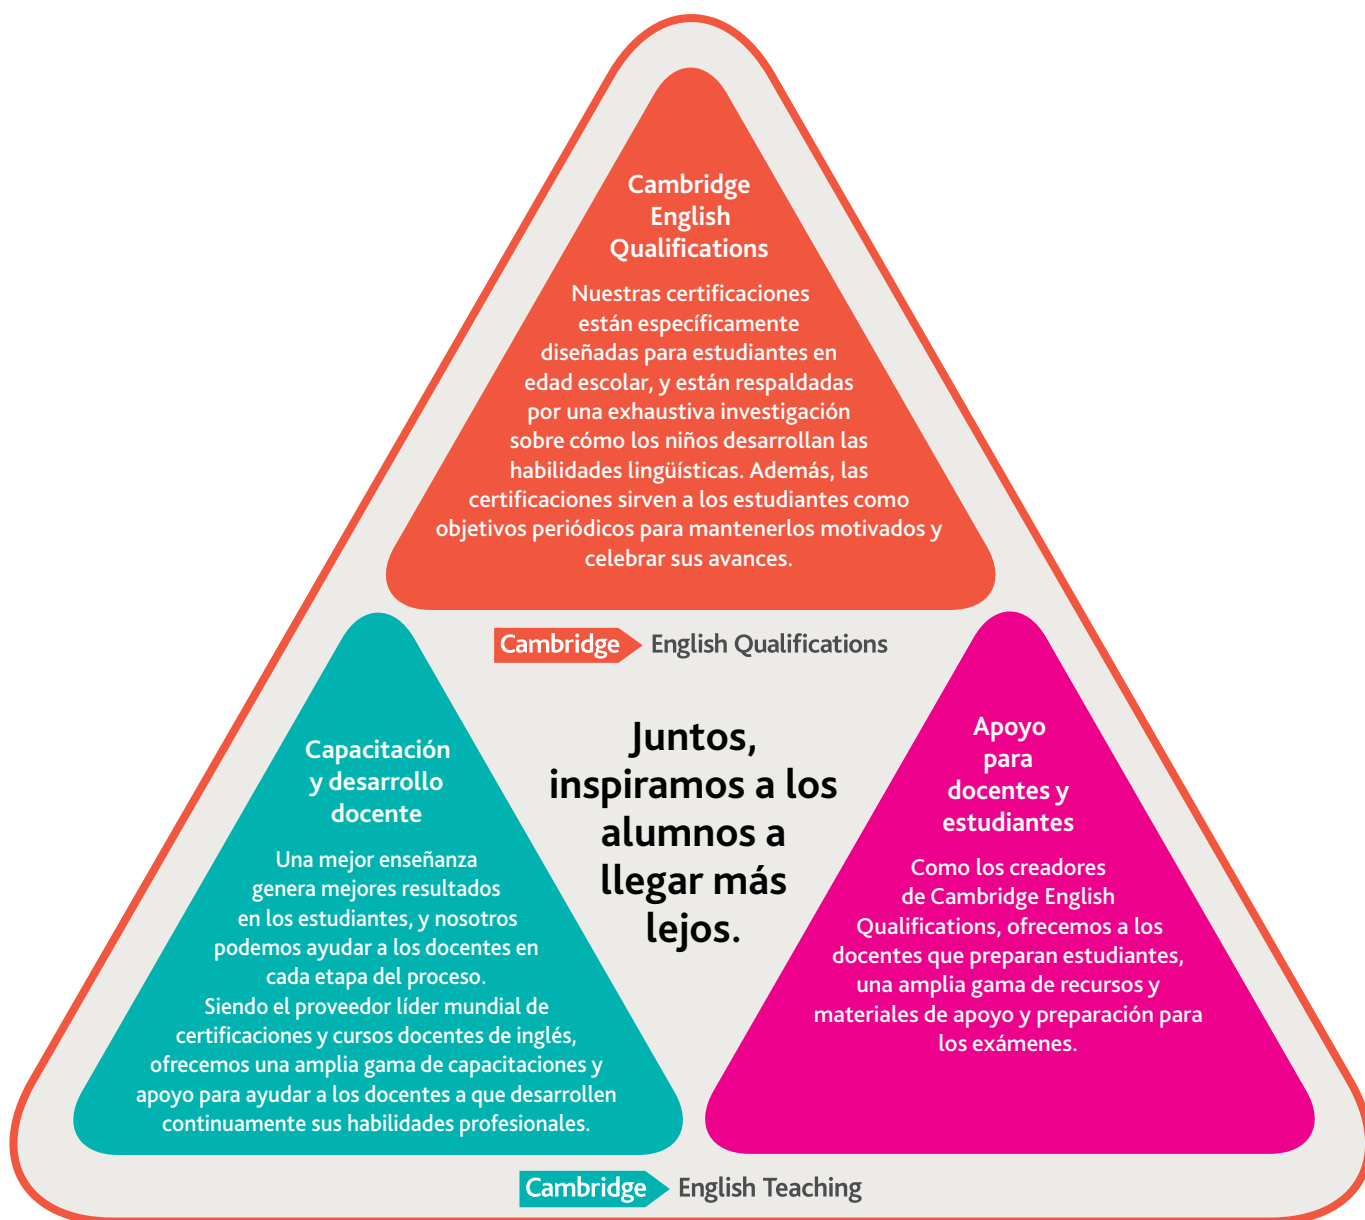 Cambridge
English
Qualifications
Nuestras certificaciones
están específicamente
diseñadas para estudiantes en
edad escolar, y están respaldadas
por una exhaustiva investigación
sobre cómo los niños desarrollan las
habilidades lingüísticas. Además, las
certificaciones sirven a los estudiantes como
objetivos periódicos para mantenerlos motivados y
celebrar sus avances.
Cambridge English Qualifications
Juntos,
inspiramos a los
alumnos a
llegar más
lejos.
Capacitación
y desarrollo
docente
Una mejor enseñanza
genera mejores resultados
en los estudiantes, y nosotros
podemos ayudar a los docentes en
cada etapa del proceso.
Siendo el proveedor líder mundial de
certificaciones y cursos docentes de inglés,
ofrecemos una amplia gama de capacitaciones y
apoyo para ayudar a los docentes a que desarrollen
continuamente sus habilidades profesionales.
Apoyo
para
docentes y
estudiantes
Como los creadores
de Cambridge English
Qualifications, ofrecemos a los
docentes que preparan estudiantes,
una amplia gama de recursos y
materiales de apoyo y preparación para
los exámenes.
Cambridge English Teaching